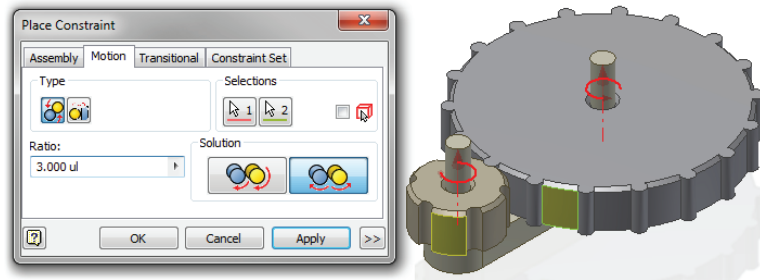 Place Constraint
x
Assembly Motion Transitional Constraint Set
Type
Selections
1 2
Ratio:
Solution
3.000 ul
?
OK Cancel Apply >>